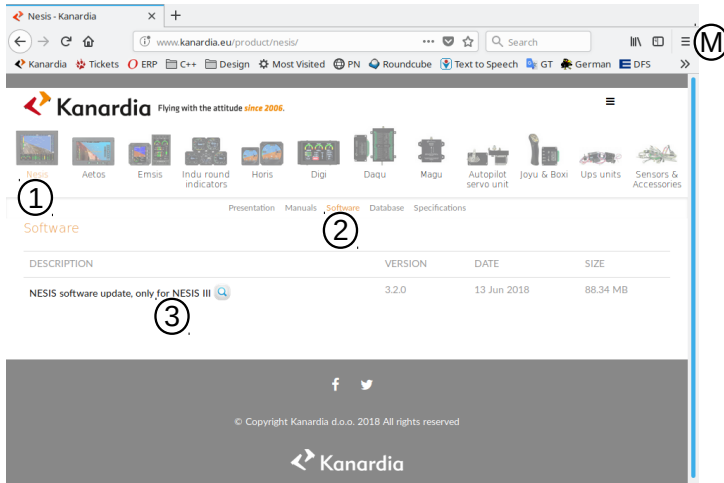 Nesis - Kanardia
www.kanardia.eu/product/nesis/
Search
M
Kanardia Tickets ERP C++ Design Most Visited PN Roundcube Text to Speech GT German DFS
Kanardia Flying with the attitude since 2006.
Nesis Aetos Emsis Indu round indicators Horis Digi Daqu Magu Autopilot servo unit Joyu & Boxi Ups units Sensors & Accessories
1
Presentation Manuals Software Database Specifications
2
Software
DESCRIPTION VERSION DATE SIZE
NESIS software update, only for NESIS III 3.2.0 13 Jun 2018 88.34 MB
3
© Copyright Kanardia d.o.o. 2018 All rights reserved
Kanardia